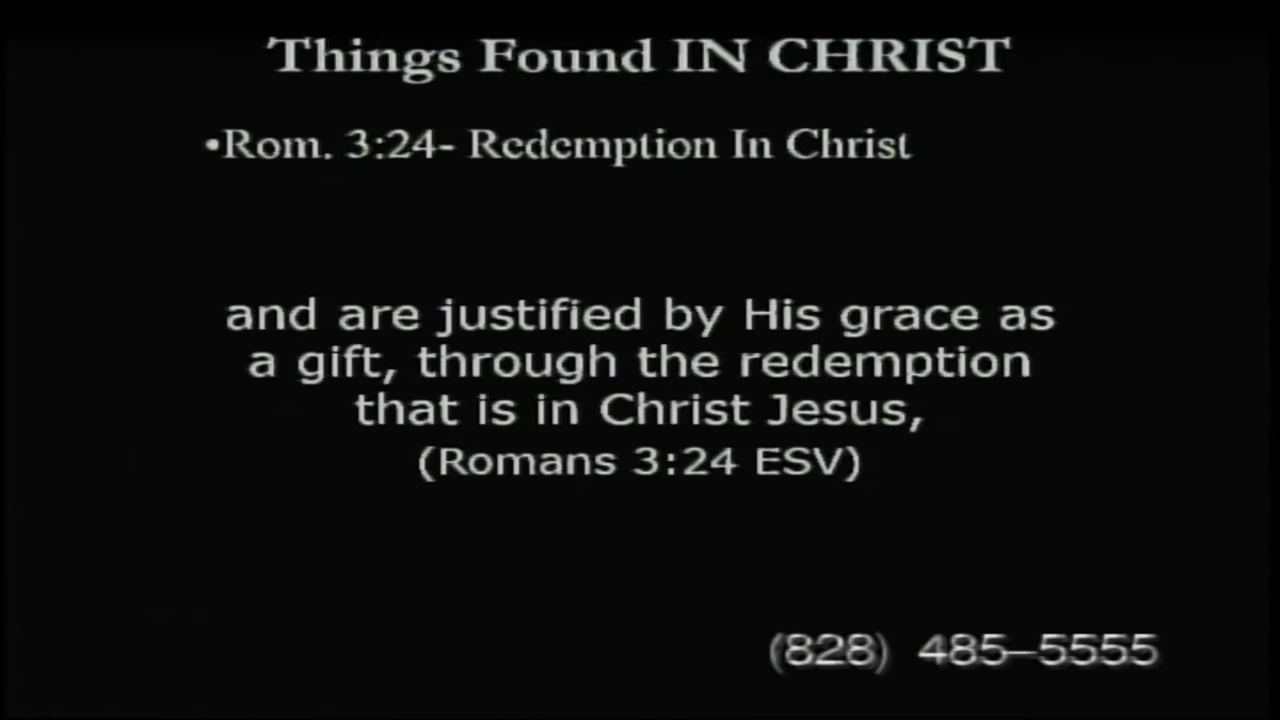 Things Found IN CHRIST
•Rom. 3:24- Redemption In Christ
and are justified by His grace as
a gift, through the redemption
that is in Christ Jesus,
(Romans 3:24 ESV)
(828) 485–5555